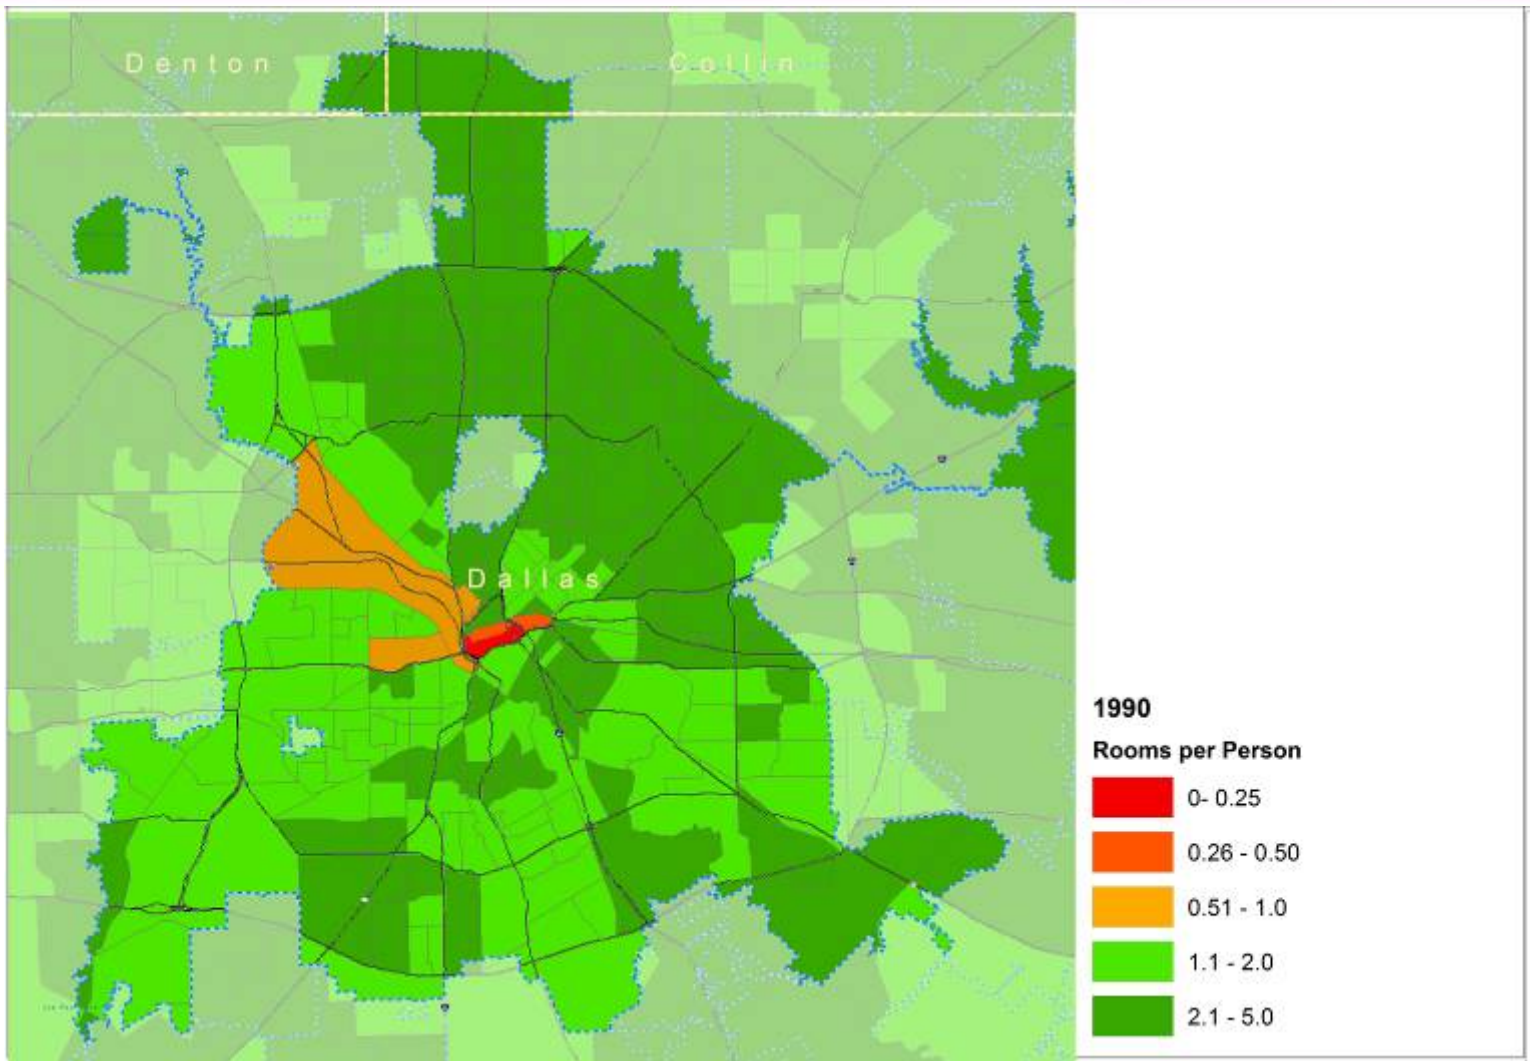 Denton
Collin
Dallas
1990
Rooms per Person
0- 0.25
0.26 - 0.50
0.51 - 1.0
1.1 - 2.0
2.1 - 5.0